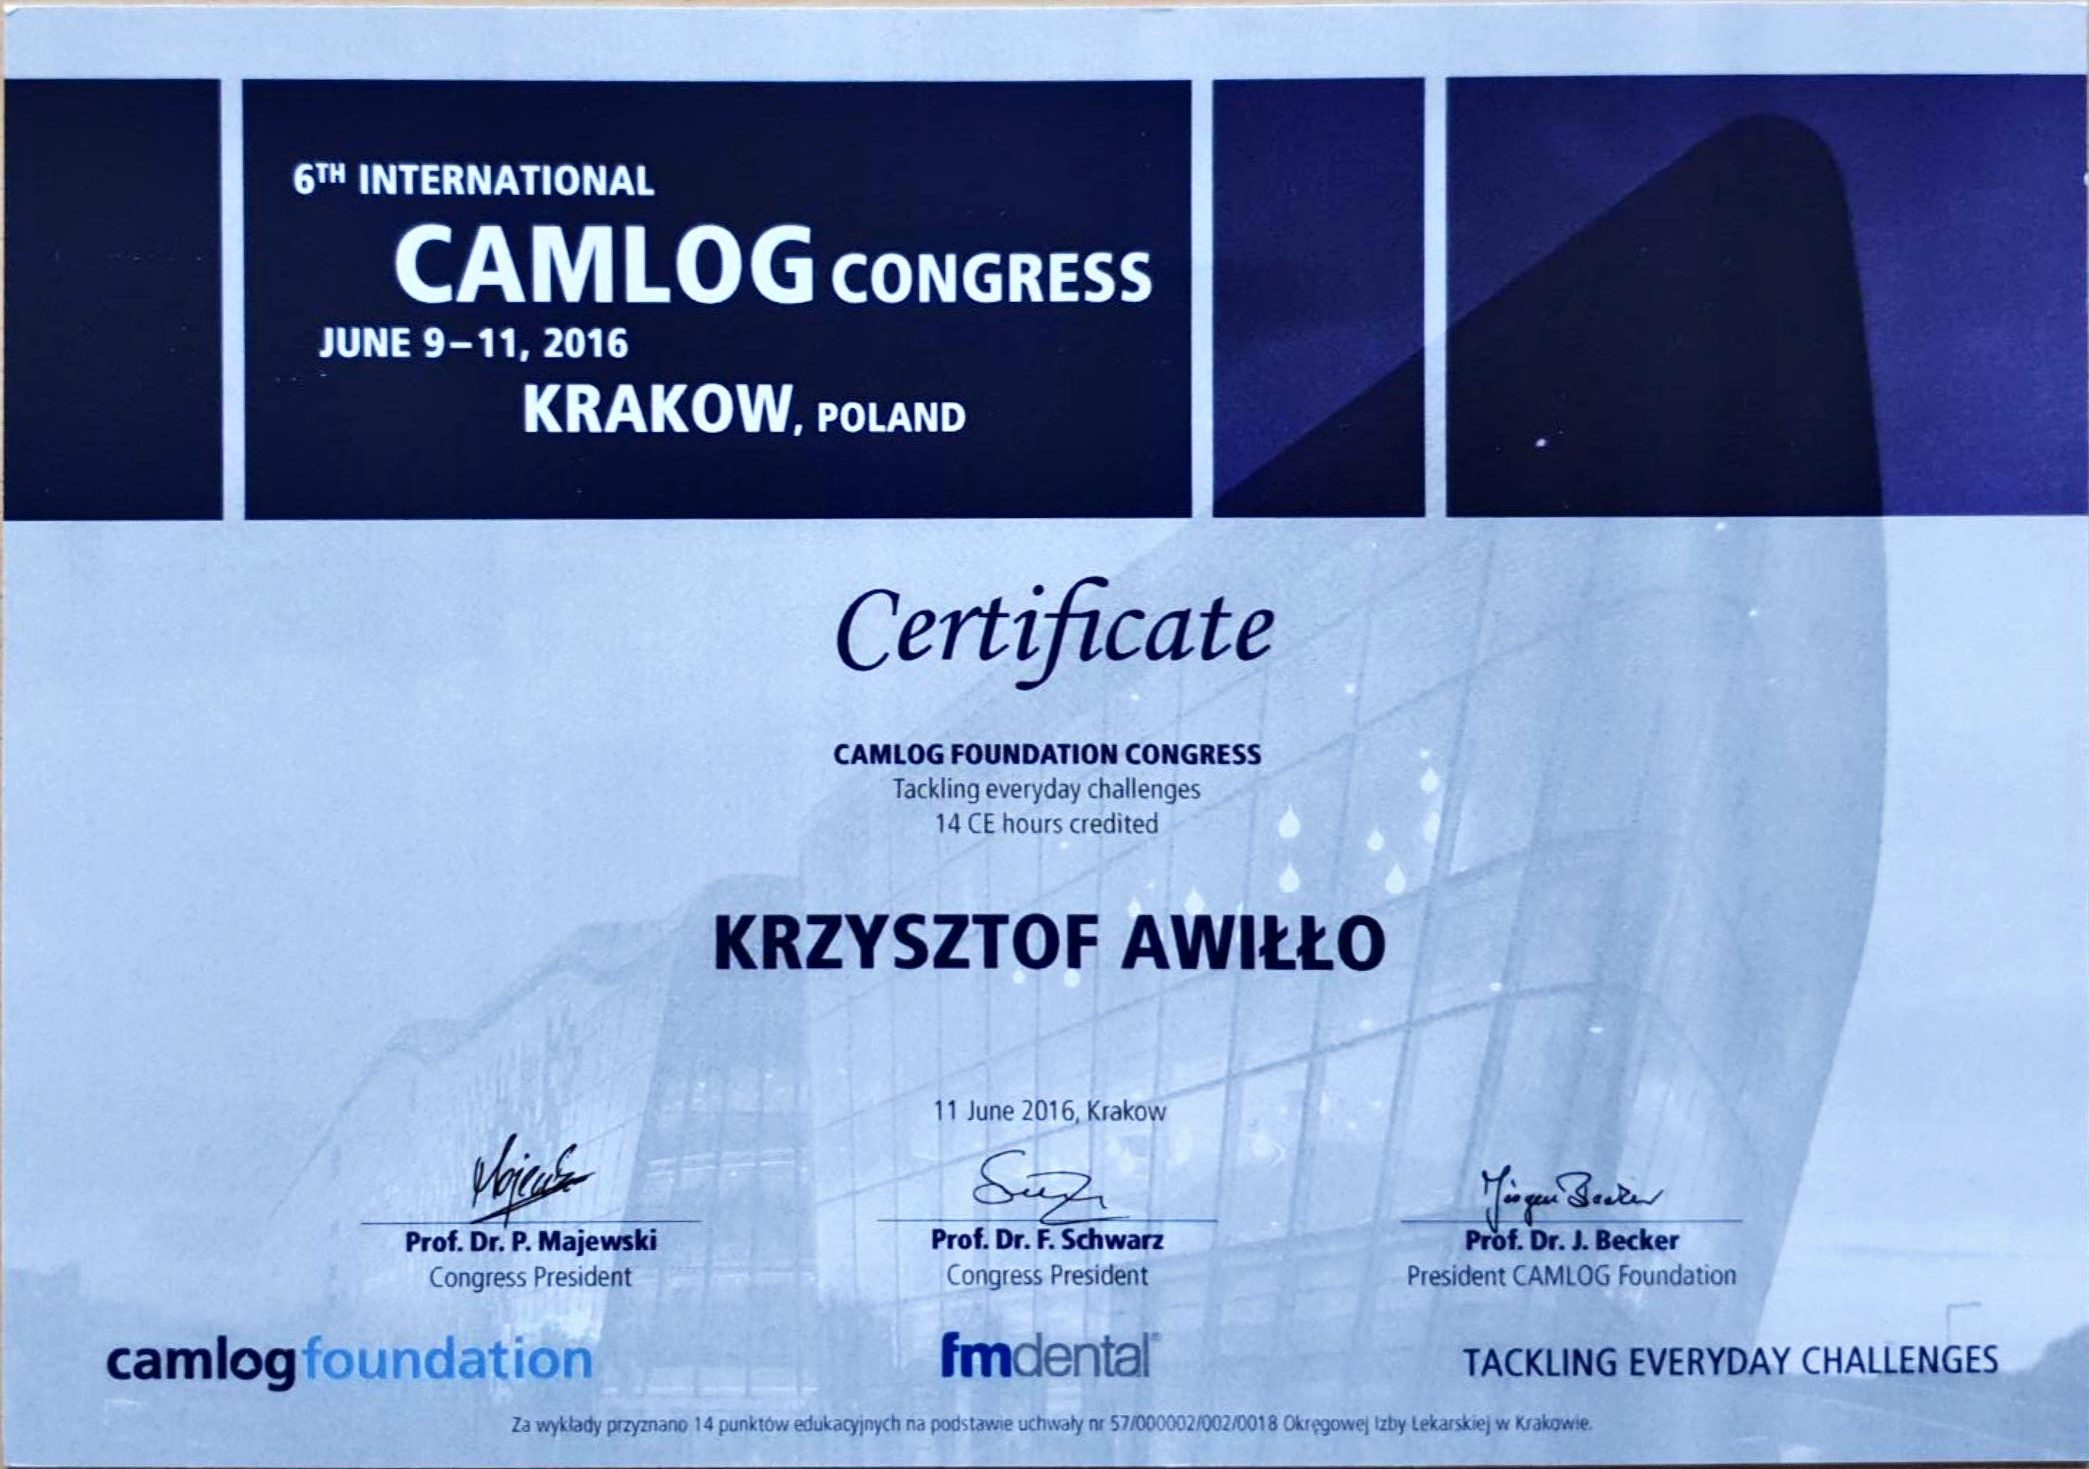 6TH INTERNATIONAL
CAMLOG CONGRESS
JUNE 9–11, 2016
KRAKOW, POLAND
Certificate
CAMLOG FOUNDATION CONGRESS
Tackling everyday challenges
14 CE hours credited
KRZYSZTOF AWIŁŁO
11 June 2016, Krakow
Majewski
Jürgen Becker
Prof. Dr. P. Majewski
Congress President
Prof. Dr. F. Schwarz
Congress President
Prof. Dr. J. Becker
President CAMLOG Foundation
camlogfoundation
fmdental®
TACKLING EVERYDAY CHALLENGES
Za wykłady przyznano 14 punktów edukacyjnych na podstawie uchwały nr 57/000002/002/0018 Okręgowej Izby Lekarskiej w Krakowie.